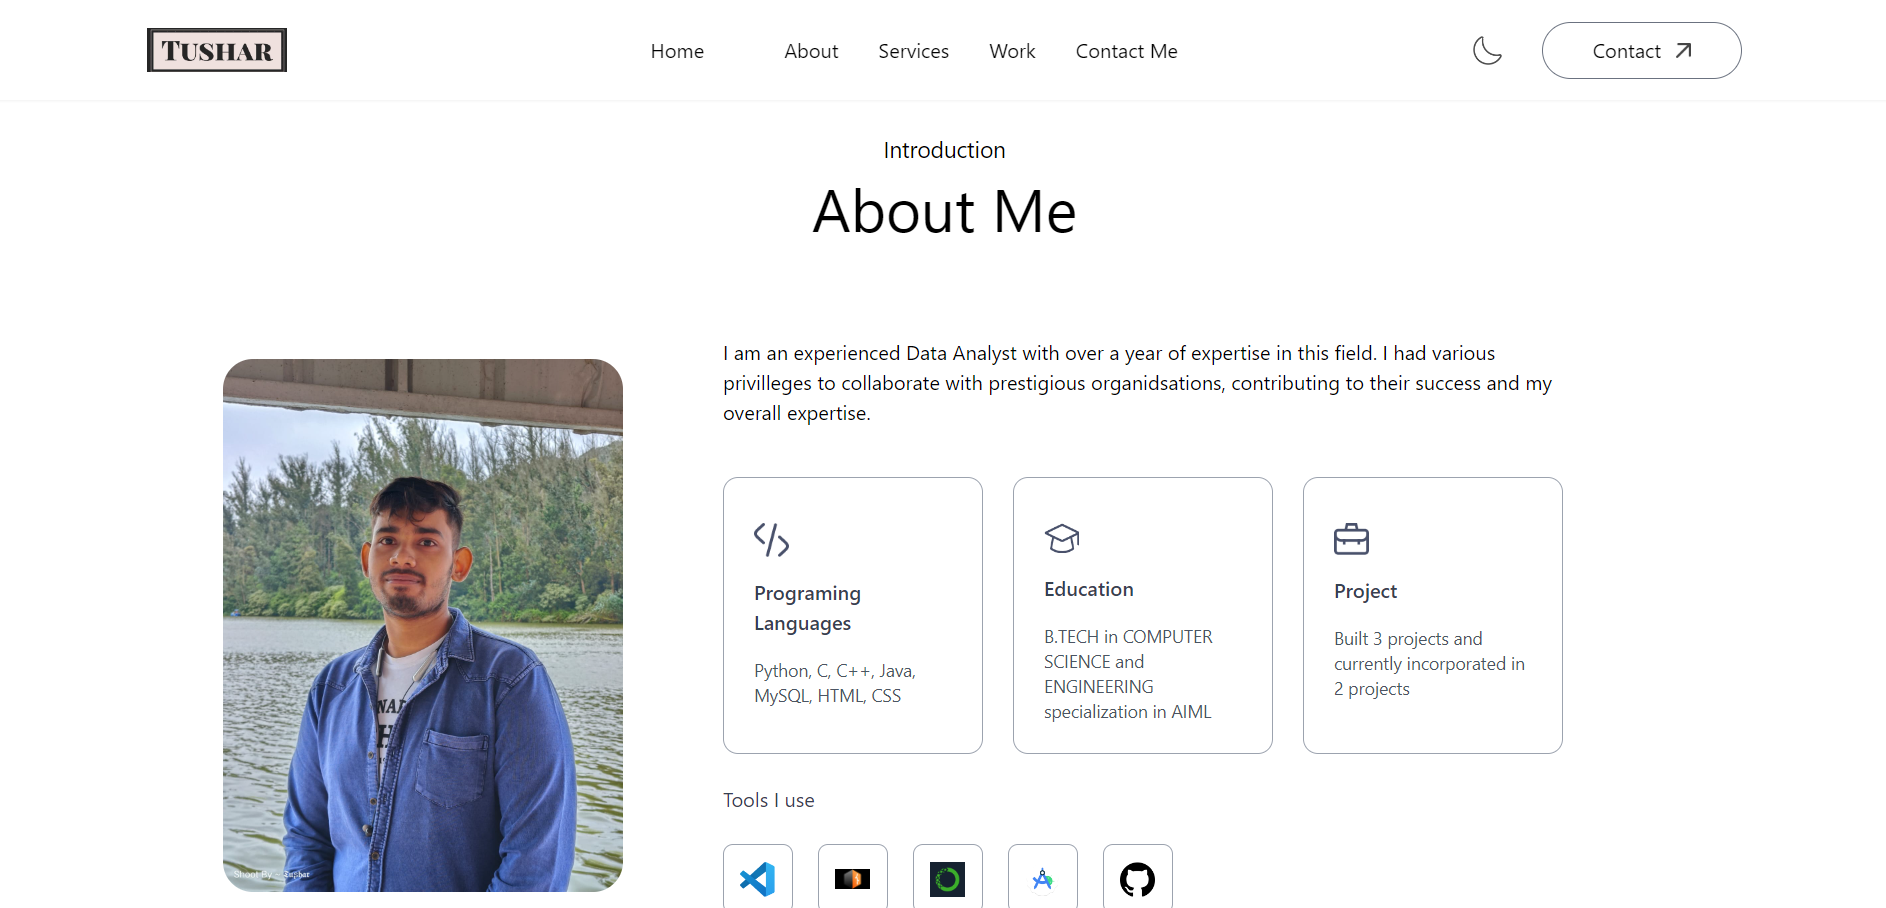 TUSHAR
Home About Services Work Contact Me
Contact
Introduction
About Me
I am an experienced Data Analyst with over a year of expertise in this field. I had various
privilleges to collaborate with prestigious organidsations, contributing to their success and my
overall expertise.
Programing
Languages
Python, C, C++, Java,
MySQL, HTML, CSS
Education
B.TECH in COMPUTER
SCIENCE and
ENGINEERING
specialization in AIML
Project
Built 3 projects and
currently incorporated in
2 projects
Tools I use
Shoot By - Tushar